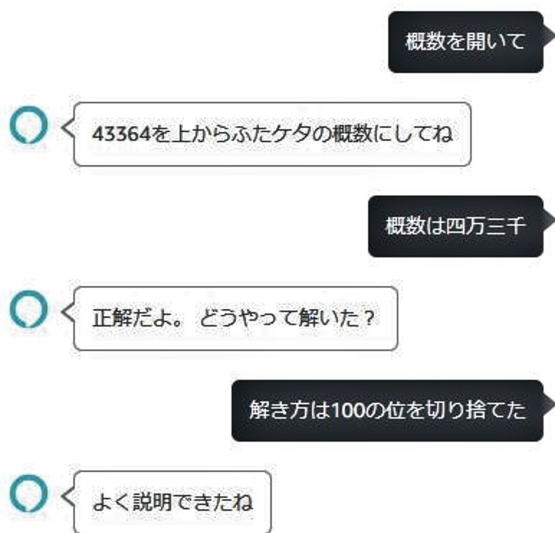 概数を開いて
43364を上からふたケタの概数にしてね
概数は四万三千
正解だよ。 どうやって解いた？
解き方は100の位を切り捨てた
よく説明できたね